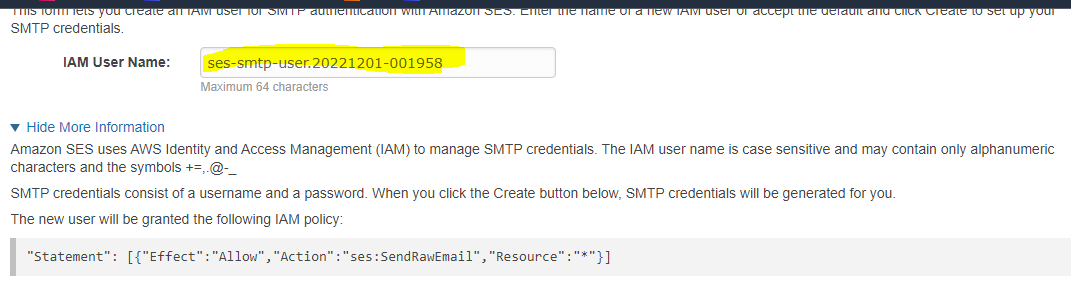 This form lets you create an IAM user for SMTP authentication with Amazon SES. Enter the name of a new IAM user or accept the default and click Create to set up your
SMTP credentials.
IAM User Name: ses-smtp-user.20221201-001958
Maximum 64 characters
▼ Hide More Information
Amazon SES uses AWS Identity and Access Management (IAM) to manage SMTP credentials. The IAM user name is case sensitive and may contain only alphanumeric
characters and the symbols +=,.@-_
SMTP credentials consist of a username and a password. When you click the Create button below, SMTP credentials will be generated for you.
The new user will be granted the following IAM policy:
"Statement": [{"Effect":"Allow","Action":"ses:SendRawEmail","Resource":"*"}]